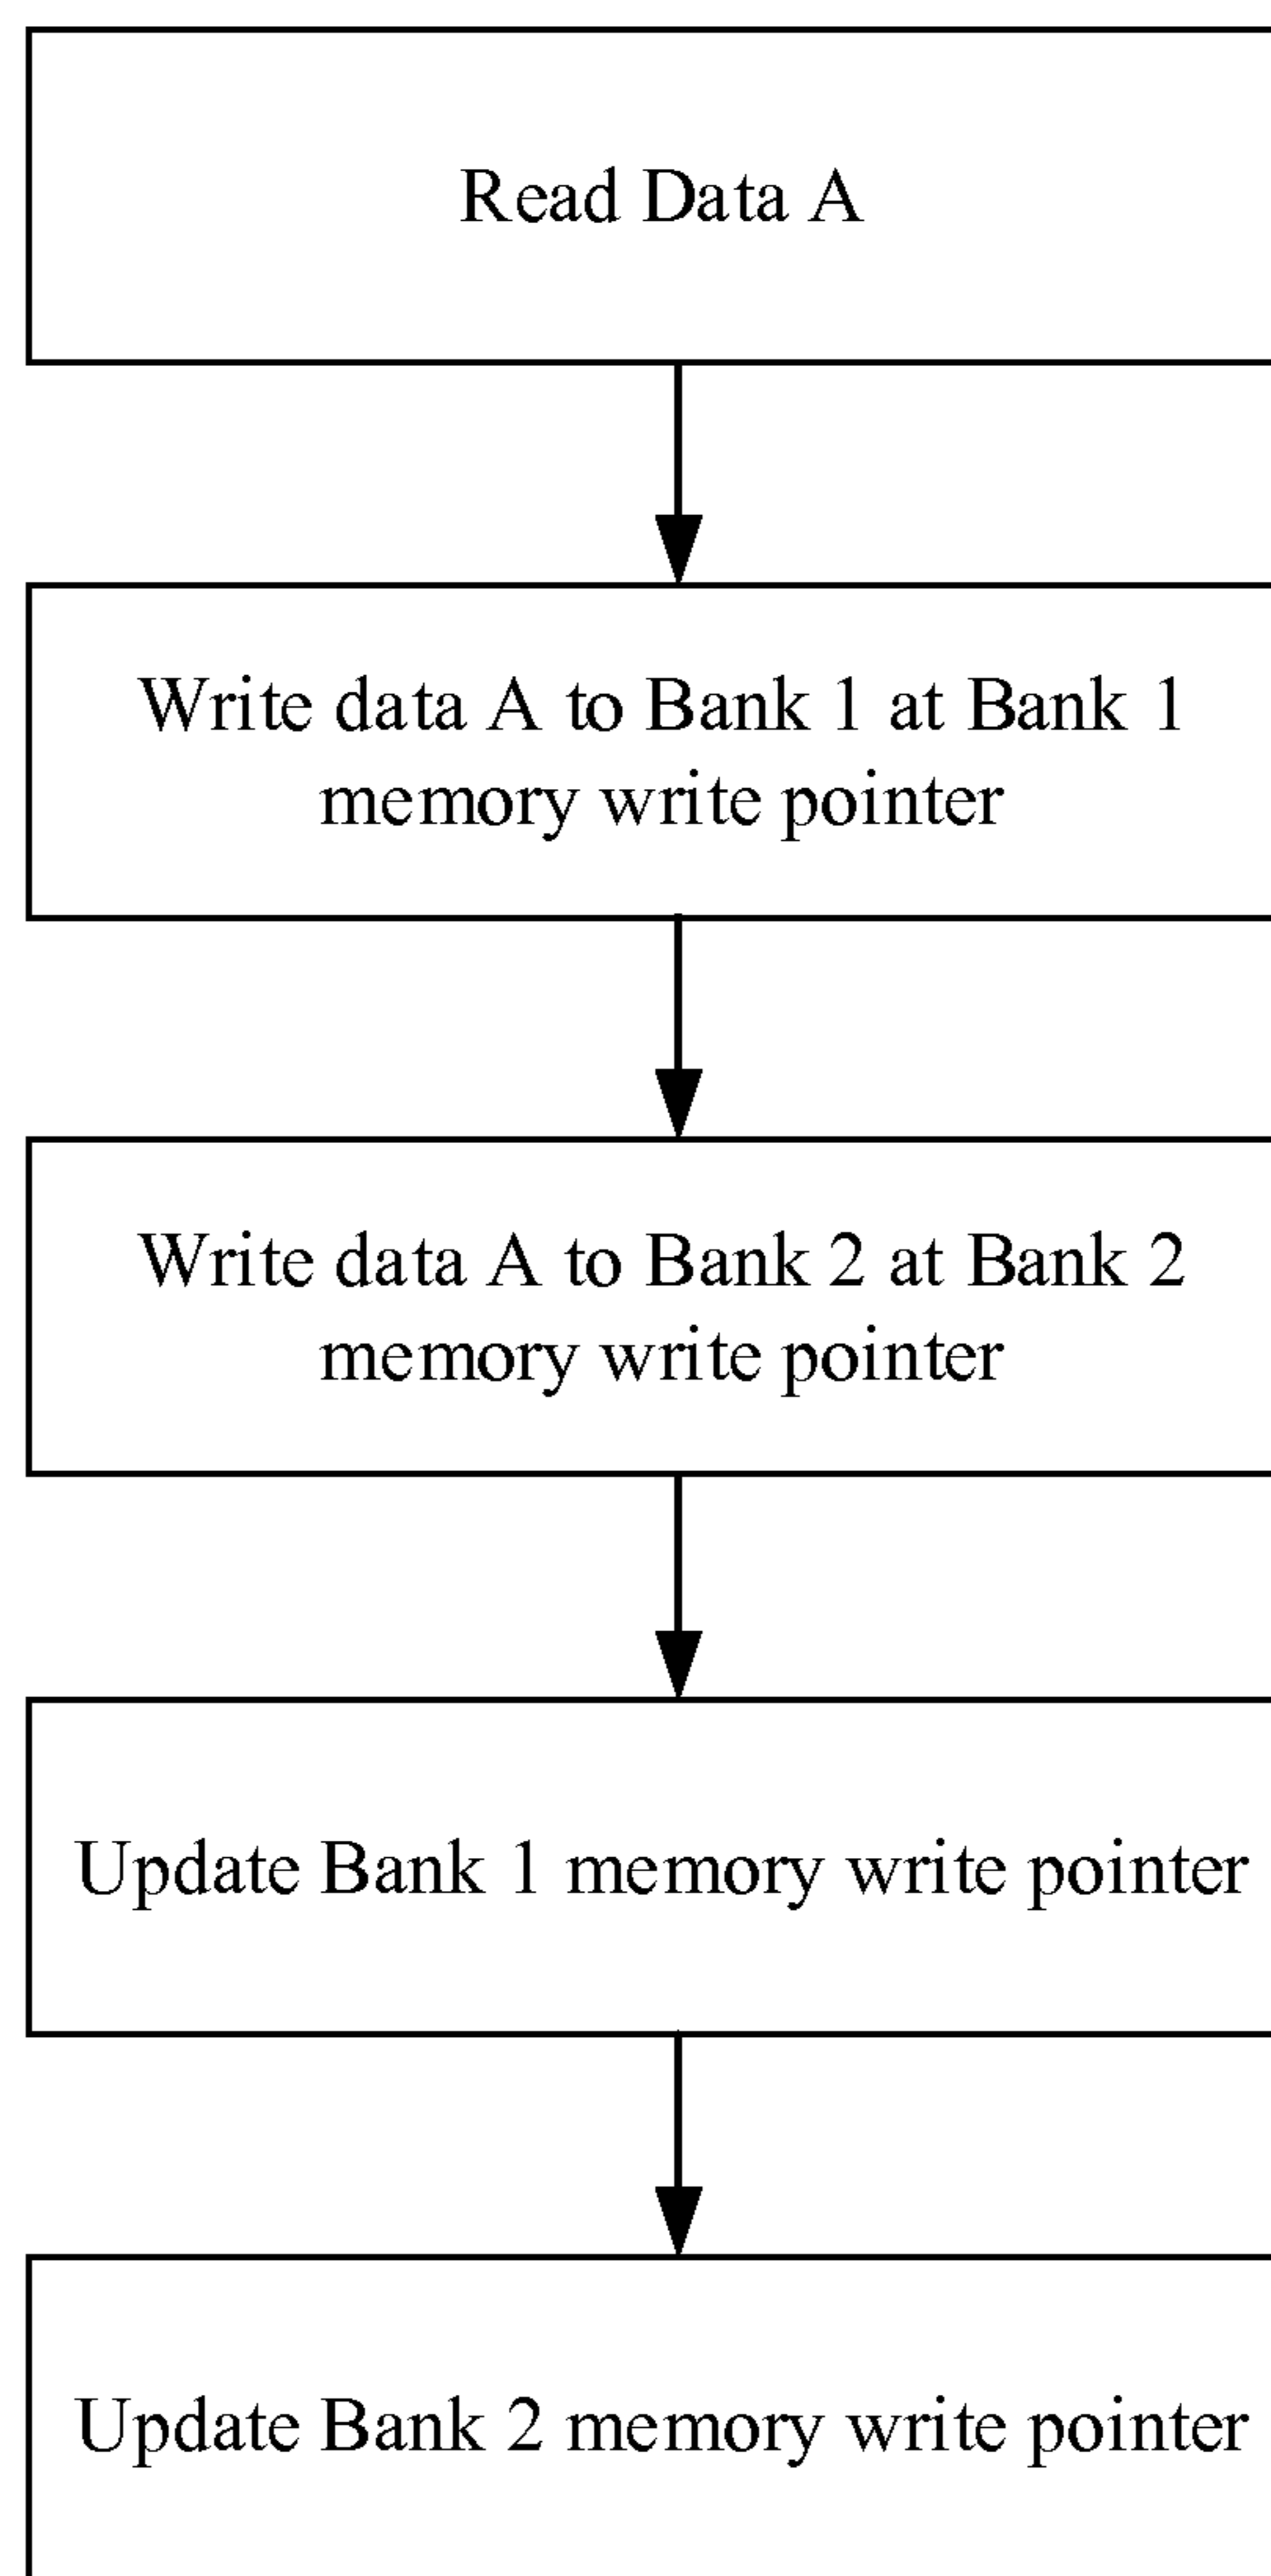 Read Data A
Write data A to Bank 1 at Bank 1
memory write pointer
Write data A to Bank 2 at Bank 2
memory write pointer
Update Bank 1 memory write pointer
Update Bank 2 memory write pointer